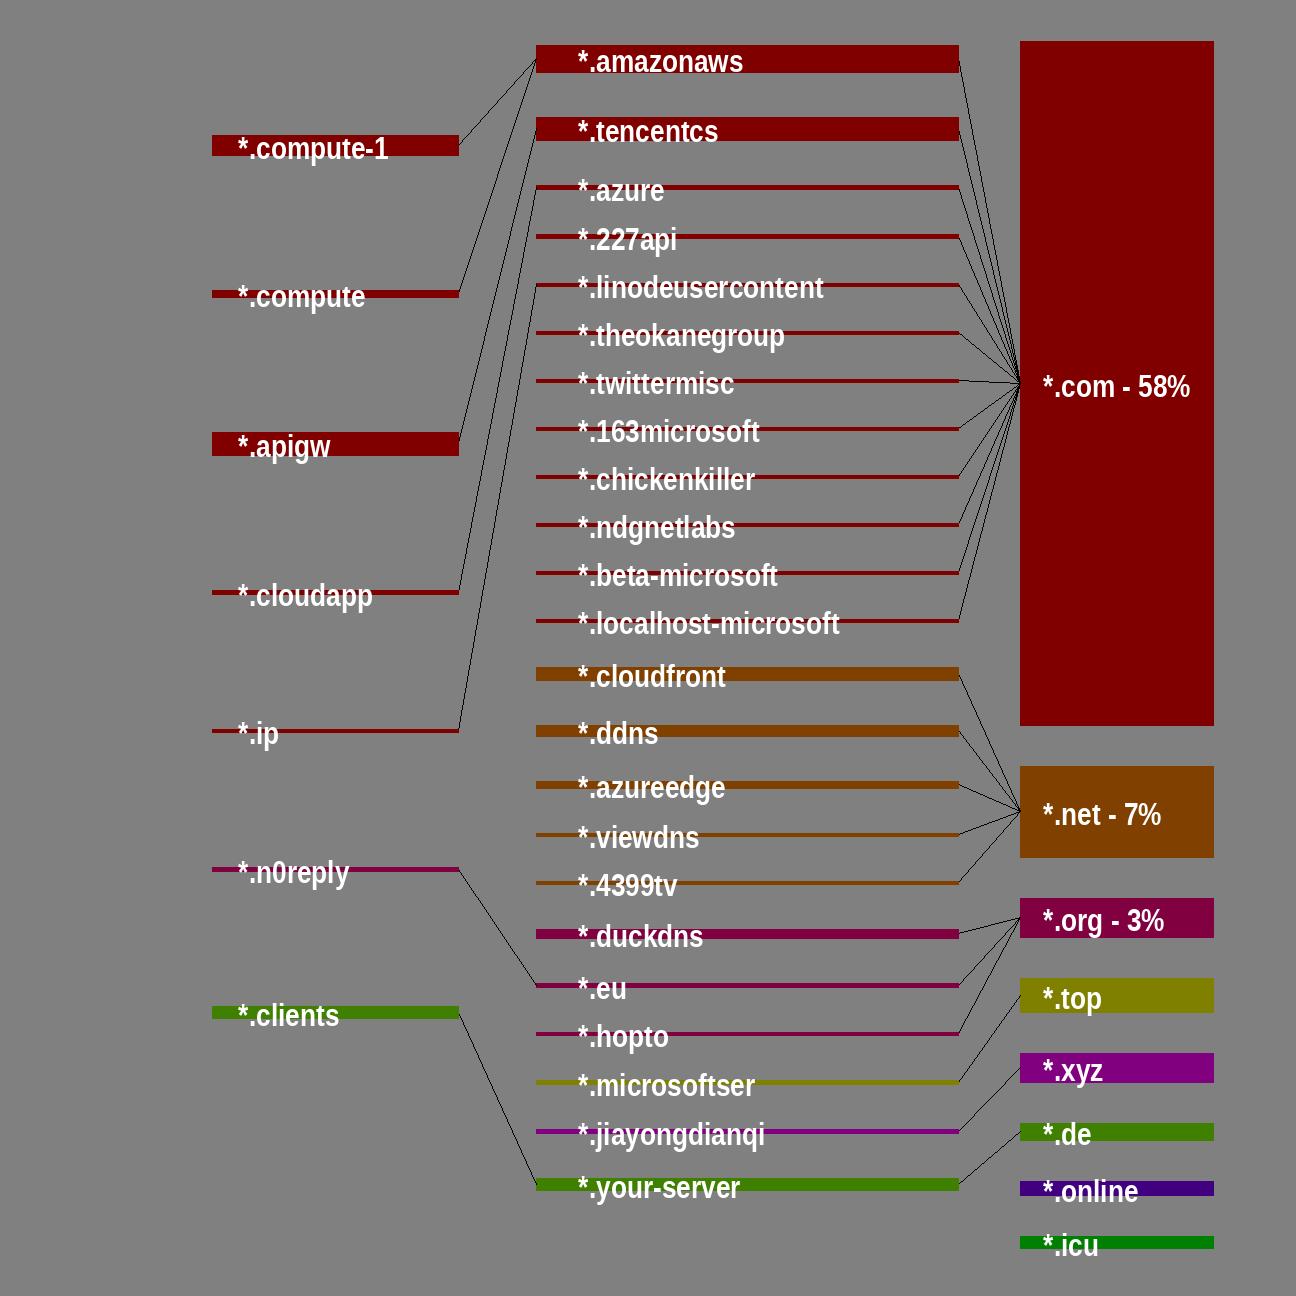 *.compute-1
*.compute
*.apigw
*.cloudapp
*.ip
*.n0reply
*.clients
*.amazonaws
*.tencentcs
*.azure
*.227api
*.linodeusercontent
*.theokanegroup
*.twittermisc
*.163microsoft
*.chickenkiller
*.ndgnetlabs
*.beta-microsoft
*.localhost-microsoft
*.cloudfront
*.ddns
*.azureedge
*.viewdns
*.4399tv
*.duckdns
*.eu
*.hopto
*.microsoftser
*.jiayongdianqi
*.your-server
*.com - 58%
*.net - 7%
*.org - 3%
*.top
*.xyz
*.de
*.online
*.icu